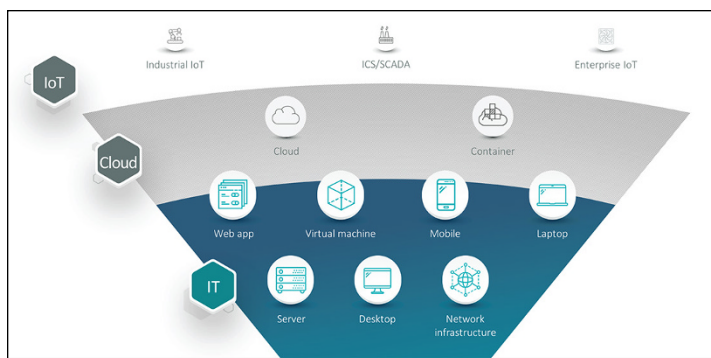 Industrial IoT
ICS/SCADA
Enterprise IoT
IoT
Cloud
Container
Cloud
Web app
Virtual machine
Mobile
Laptop
IT
Server
Desktop
Network
infrastructure